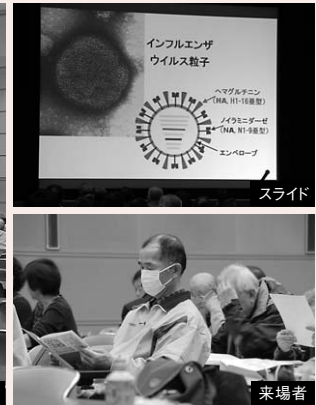 インフルエンザ
ウイルス粒子
ヘマグルチニン
(HA, H1-16亜型)
ノイラミニダーゼ
(NA, N1-9亜型)
エンベロープ
スライド
来場者